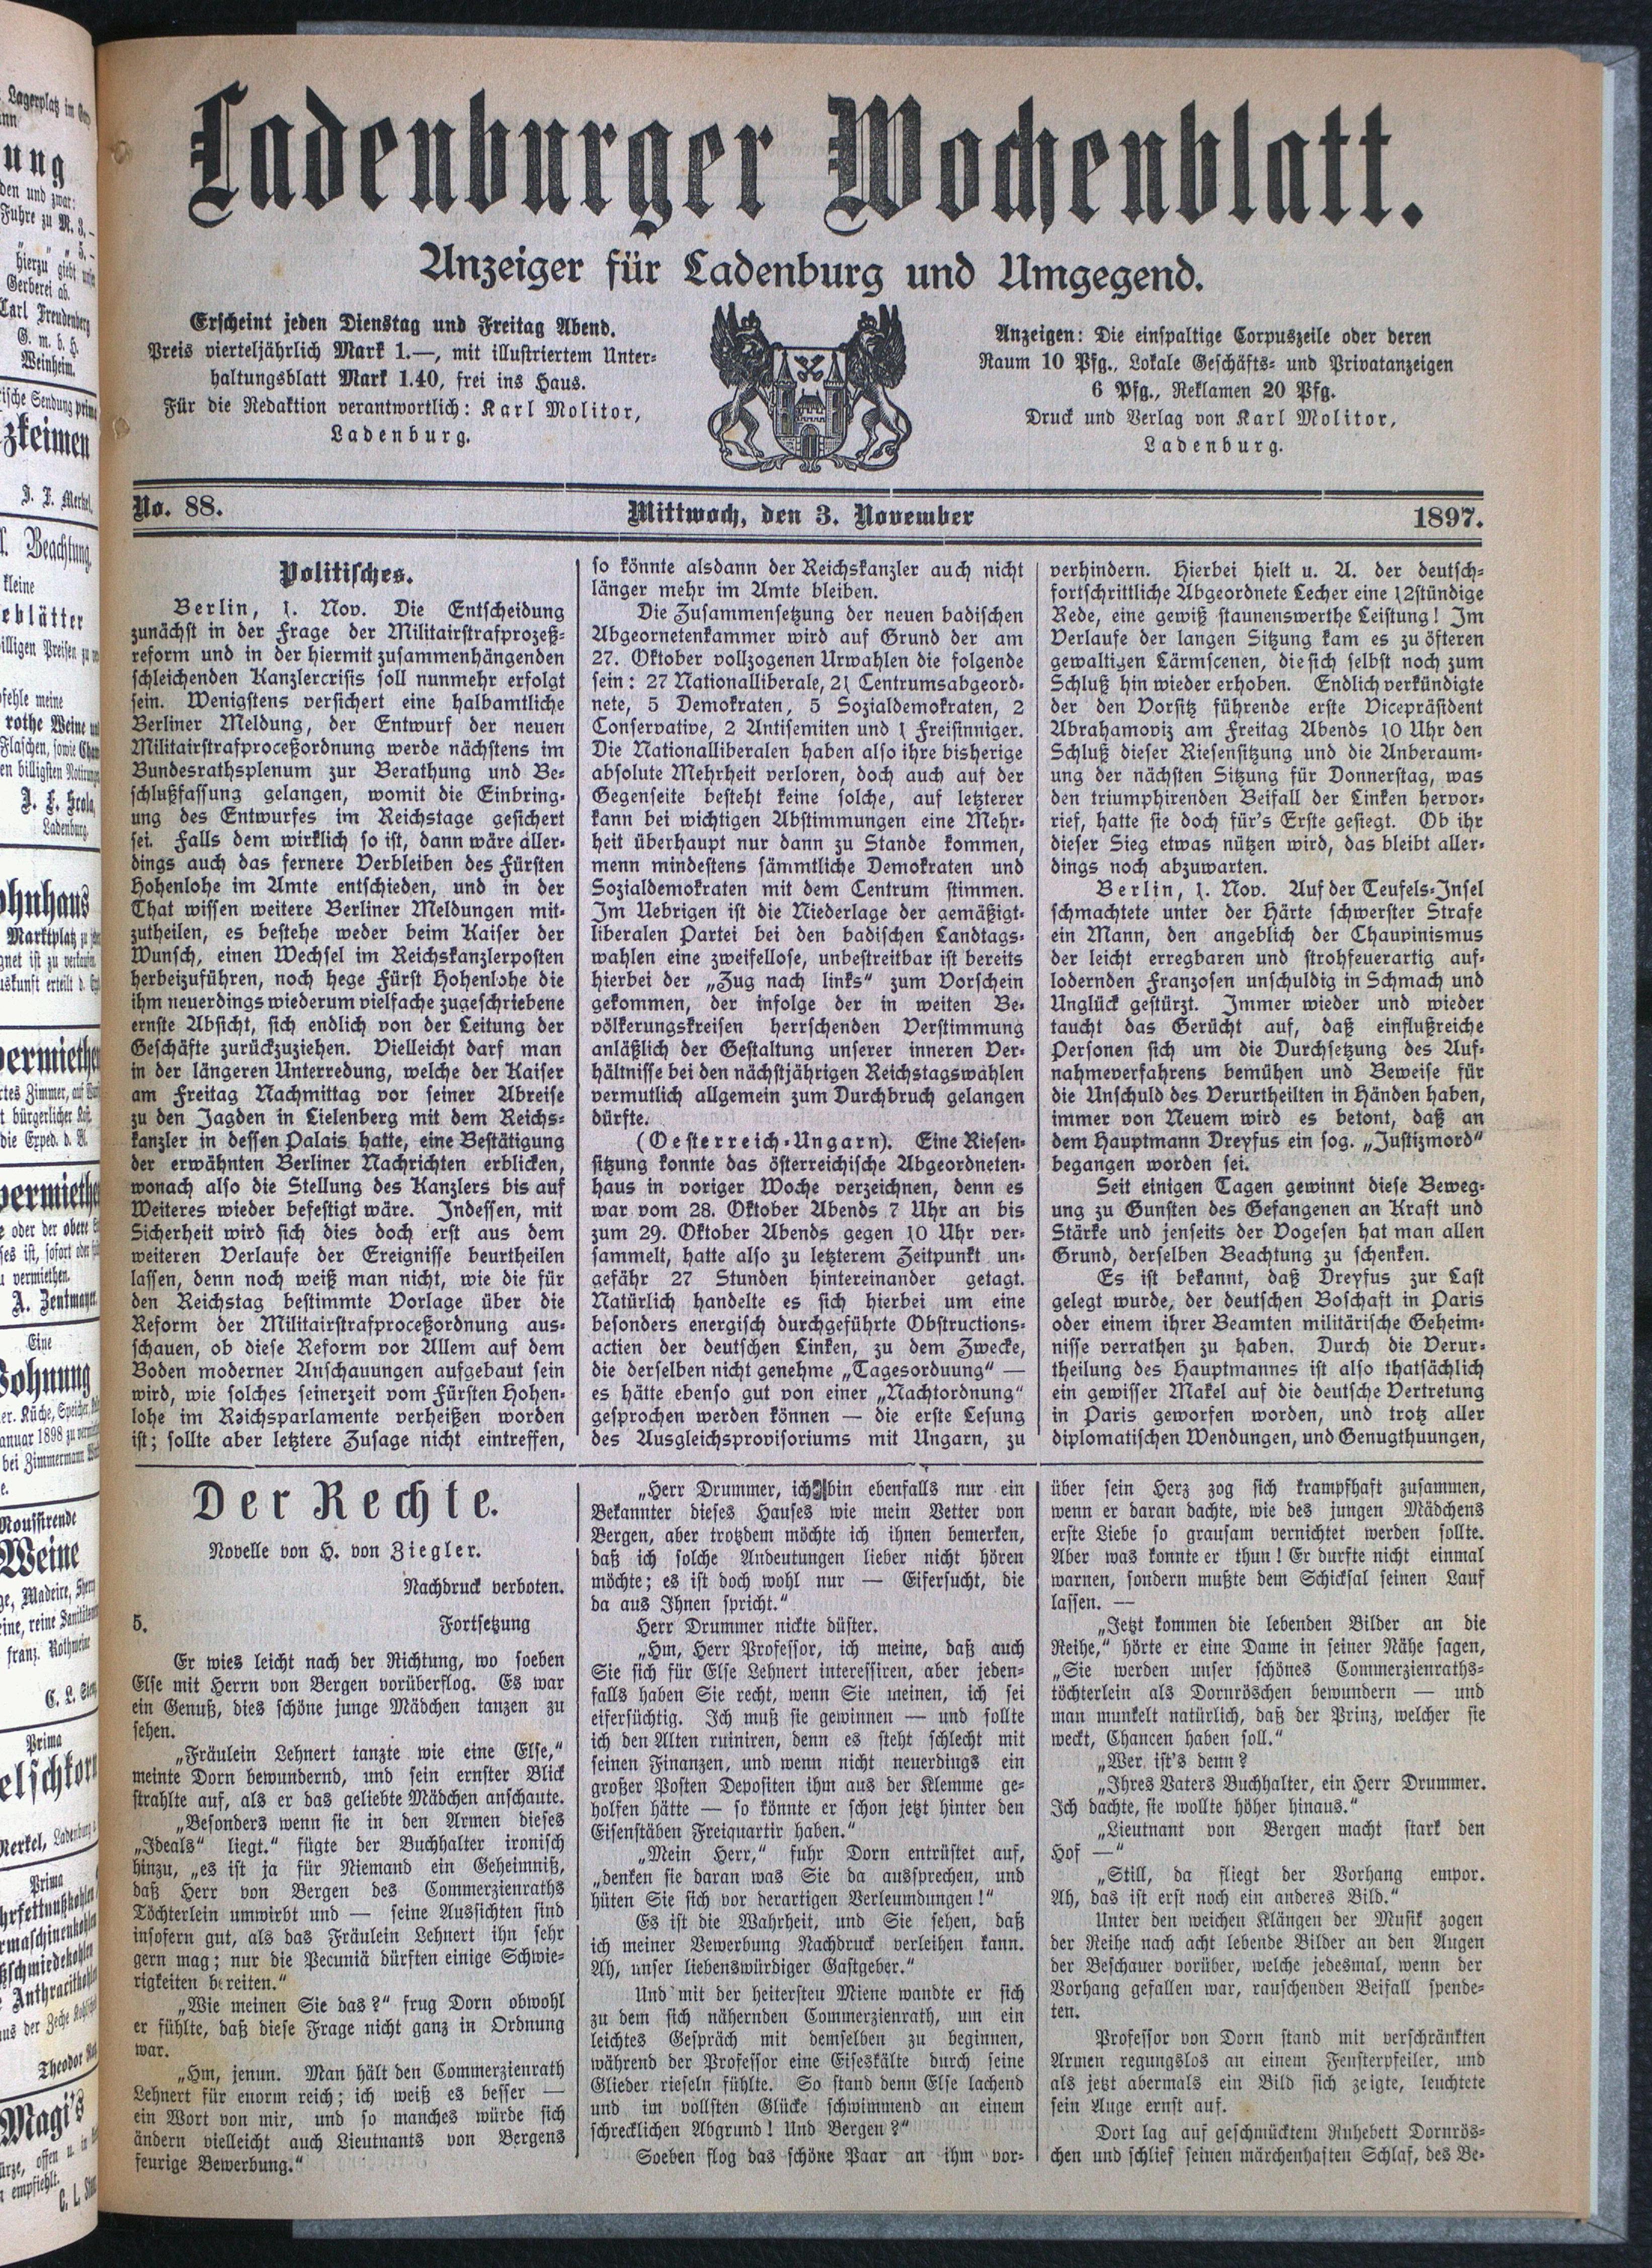 Ladenburger Wochenblatt.
Anzeiger für Ladenburg und Umgegend.
Erscheint jeden Dienstag und Freitag Abend.
Preis vierteljährlich Mark 1.—, mit illustriertem Unter-
haltungsblatt Mark 1.40, frei ins Haus.
Für die Redaktion verantwortlich: Karl Molitor,
Ladenburg.
Anzeigen: Die einspaltige Corpuszeile oder deren
Raum 10 Pfg., Lokale Geschäfts- und Privatanzeigen
6 Pfg., Reklamen 20 Pfg.
Druck und Verlag von Karl Molitor,
Ladenburg.
No. 88.
Mittwoch, den 3. November
1897.
Politisches.
Berlin, 1. Nov. Die Entscheidung
zunächst in der Frage der Militairstrafprozeß-
reform und in der hiermit zusammenhängenden
schleichenden Kanzlercrisis soll nunmehr erfolgt
sein. Wenigstens versichert eine halbamtliche
Berliner Meldung, der Entwurf der neuen
Militairstrafproceßordnung werde nächstens im
Bundesrathsplenum zur Berathung und Be-
schlußfassung gelangen, womit die Einbring-
ung des Entwurfes im Reichstage gesichert
sei. Falls dem wirklich so ist, dann wäre aller-
dings auch das fernere Verbleiben des Fürsten
Hohenlohe im Amte entschieden, und in der
That wissen weitere Berliner Meldungen mit-
zutheilen, es bestehe weder beim Kaiser der
Wunsch, einen Wechsel im Reichskanzlerposten
herbeizuführen, noch hege Fürst Hohenlohe die
ihm neuerdings wiederum vielfache zugeschriebene
ernste Absicht, sich endlich von der Leitung der
Geschäfte zurückzuziehen. Vielleicht darf man
in der längeren Unterredung, welche der Kaiser
am Freitag Nachmittag vor seiner Abreise
zu den Jagden in Lielenberg mit dem Reichs-
kanzler in dessen Palais hatte, eine Bestätigung
der erwähnten Berliner Nachrichten erblicken,
wonach also die Stellung des Kanzlers bis auf
Weiteres wieder befestigt wäre. Indessen, mit
Sicherheit wird sich dies doch erst aus dem
weiteren Verlaufe der Ereignisse beurtheilen
lassen, denn noch weiß man nicht, wie die für
den Reichstag bestimmte Vorlage über die
Reform der Militairstrafproceßordnung aus-
schauen, ob diese Reform vor Allem auf dem
Boden moderner Anschauungen aufgebaut sein
wird, wie solches seinerzeit vom Fürsten Hohen-
lohe im Reichsparlamente verheißen worden
ist; sollte aber letztere Zusage nicht eintreffen,
so könnte alsdann der Reichskanzler auch nicht
länger mehr im Amte bleiben.
Die Zusammensetzung der neuen badischen
Abgeornetenkammer wird auf Grund der am
27. Oktober vollzogenen Urwahlen die folgende
sein: 27 Nationalliberale, 21 Centrumsabgeord-
nete, 5 Demokraten, 5 Sozialdemokraten, 2
Conservative, 2 Antisemiten und 1 Freisinniger.
Die Nationalliberalen haben also ihre bisherige
absolute Mehrheit verloren, doch auch auf der
Gegenseite besteht keine solche, auf letzterer
kann bei wichtigen Abstimmungen eine Mehr-
heit überhaupt nur dann zu Stande kommen,
menn mindestens sämmtliche Demokraten und
Sozialdemokraten mit dem Centrum stimmen.
Im Uebrigen ist die Niederlage der gemäßigt-
liberalen Partei bei den badischen Landtags-
wahlen eine zweifellose, unbestreitbar ist bereits
hierbei der „Zug nach links“ zum Vorschein
gekommen, der infolge der in weiten Be-
völkerungskreisen herrschenden Verstimmung
anläßlich der Gestaltung unserer inneren Ver-
hältnisse bei den nächstjährigen Reichstagswahlen
vermutlich allgemein zum Durchbruch gelangen
dürfte.
(Oesterreich-Ungarn). Eine Riesen-
sitzung konnte das österreichische Abgeordneten-
haus in voriger Woche verzeichnen, denn es
war vom 28. Oktober Abends 7 Uhr an bis
zum 29. Oktober Abends gegen 10 Uhr ver-
sammelt, hatte also zu letzterem Zeitpunkt un-
gefähr 27 Stunden hintereinander getagt.
Natürlich handelte es sich hierbei um eine
besonders energisch durchgeführte Obstructions-
actien der deutschen Linken, zu dem Zwecke,
die derselben nicht genehme „Tagesorduung“ —
es hätte ebenso gut von einer „Nachtordnung“
gesprochen werden können — die erste Lesung
des Ausgleichsprovisoriums mit Ungarn, zu
verhindern. Hierbei hielt u. A. der deutsch-
fortschrittliche Abgeordnete Lecher eine 12stündige
Rede, eine gewiß staunenswerthe Leistung! Im
Verlaufe der langen Sitzung kam es zu öfteren
gewaltigen Lärmscenen, die sich selbst noch zum
Schluß hin wieder erhoben. Endlich verkündigte
der den Vorsitz führende erste Vicepräsident
Abrahamoviz am Freitag Abends 10 Uhr den
Schluß dieser Riesensitzung und die Anberaum-
ung der nächsten Sitzung für Donnerstag, was
den triumphirenden Beifall der Linken hervor-
rief, hatte sie doch für's Erste gesiegt. Ob ihr
dieser Sieg etwas nützen wird, das bleibt aller-
dings noch abzuwarten.
Berlin, 1. Nov. Auf der Teufels-Insel
schmachtete unter der Härte schwerster Strafe
ein Mann, den angeblich der Chauvinismus
der leicht erregbaren und strohfeuerartig auf-
lodernden Franzosen unschuldig in Schmach und
Unglück gestürzt. Immer wieder und wieder
taucht das Gerücht auf, daß einflußreiche
Personen sich um die Durchsetzung des Auf-
nahmeverfahrens bemühen und Beweise für
die Unschuld des Verurtheilten in Händen haben,
immer von Neuem wird es betont, daß an
dem Hauptmann Dreyfus ein sog. „Justizmord“
begangen worden sei.
Seit einigen Tagen gewinnt diese Beweg-
ung zu Gunsten des Gefangenen an Kraft und
Stärke und jenseits der Vogesen hat man allen
Grund, derselben Beachtung zu schenken.
Es ist bekannt, daß Dreyfus zur Last
gelegt wurde, der deutschen Boschaft in Paris
oder einem ihrer Beamten militärische Geheim-
nisse verrathen zu haben. Durch die Verur-
theilung des Hauptmannes ist also thatsächlich
ein gewisser Makel auf die deutsche Vertretung
in Paris geworfen worden, und trotz aller
diplomatischen Wendungen, und Genugthuungen,
Der Rechte.
Novelle von H. von Ziegler.
Nachdruck verboten.
5. Fortsetzung
Er wies leicht nach der Richtung, wo soeben
Else mit Herrn von Bergen vorüberflog. Es war
ein Genuß, dies schöne junge Mädchen tanzen zu
sehen.
„Fräulein Lehnert tanzte wie eine Else,“
meinte Dorn bewundernd, und sein ernster Blick
strahlte auf, als er das geliebte Mädchen anschaute.
„Besonders wenn sie in den Armen dieses
„Ideals“ liegt.“ fügte der Buchhalter ironisch
hinzu, „es ist ja für Niemand ein Geheimniß,
daß Herr von Bergen des Commerzienraths
Töchterlein umwirbt und — seine Aussichten sind
insofern gut, als das Fräulein Lehnert ihn sehr
gern mag; nur die Pecuniä dürften einige Schwie-
rigkeiten bereiten.“
„Wie meinen Sie das?“ frug Dorn obwohl
er fühlte, daß diese Frage nicht ganz in Ordnung
war.
„Hm, jenun. Man hält den Commerzienrath
Lehnert für enorm reich; ich weiß es besser —
ein Wort von mir, und so manches würde sich
ändern vielleicht auch Lieutnants von Bergens
feurige Bewerbung.“
„Herr Drummer, ich bin ebenfalls nur ein
Bekannter dieses Hauses wie mein Vetter von
Bergen, aber trotzdem möchte ich ihnen bemerken,
daß ich solche Andeutungen lieber nicht hören
möchte; es ist doch wohl nur — Eifersucht, die
da aus Ihnen spricht.“
Herr Drummer nickte düster.
„Hm, Herr Professor, ich meine, daß auch
Sie sich für Else Lehnert interessiren, aber jeden-
falls haben Sie recht, wenn Sie meinen, ich sei
eifersüchtig. Ich muß sie gewinnen — und sollte
ich den Alten ruiniren, denn es steht schlecht mit
seinen Finanzen, und wenn nicht neuerdings ein
großer Posten Depositen ihm aus der Klemme ge-
holfen hätte — so könnte er schon jetzt hinter den
Eisenstäben Freiquartir haben.“
„Mein Herr,“ fuhr Dorn entrüstet auf,
„denken sie daran was Sie da aussprechen, und
hüten Sie sich vor derartigen Verleumdungen!“
Es ist die Wahrheit, und Sie sehen, daß
ich meiner Bewerbung Nachdruck verleihen kann.
Ah, unser liebenswürdiger Gastgeber.“
Und mit der heitersten Miene wandte er sich
zu dem sich nähernden Commerzienrath, um ein
leichtes Gespräch mit demselben zu beginnen,
während der Professor eine Eiseskälte durch seine
Glieder rieseln fühlte. So stand denn Else lachend
und im vollsten Glücke schwimmend an einem
schrecklichen Abgrund! Und Bergen?“
Soeben flog das schöne Paar an ihm vor-
über sein Herz zog sich krampfhaft zusammen,
wenn er daran dachte, wie des jungen Mädchens
erste Liebe so grausam vernichtet werden sollte.
Aber was konnte er thun! Er durfte nicht einmal
warnen, sondern mußte dem Schicksal seinen Lauf
lassen. —
„Jetzt kommen die lebenden Bilder an die
Reihe,“ hörte er eine Dame in seiner Nähe sagen,
„Sie werden unser schönes Commerzienraths-
töchterlein als Dornröschen bewundern — und
man munkelt natürlich, daß der Prinz, welcher sie
weckt, Chancen haben soll.“
„Wer ist's denn?
„Ihres Vaters Buchhalter, ein Herr Drummer.
Ich dachte, sie wollte höher hinaus.“
„Lieutnant von Bergen macht stark den
Hof —“
„Still, da fliegt der Vorhang empor.
Ah, das ist erst noch ein anderes Bild.“
Unter den weichen Klängen der Musik zogen
der Reihe nach acht lebende Bilder an den Augen
der Beschauer vorüber, welche jedesmal, wenn der
Vorhang gefallen war, rauschenden Beifall spende-
ten.
Professor von Dorn stand mit verschränkten
Armen regungslos an einem Fensterpfeiler, und
als jetzt abermals ein Bild sich zeigte, leuchtete
sein Auge ernst auf.
Dort lag auf geschmücktem Ruhebett Dornrös-
chen und schlief seinen märchenhaften Schlaf, des Be-